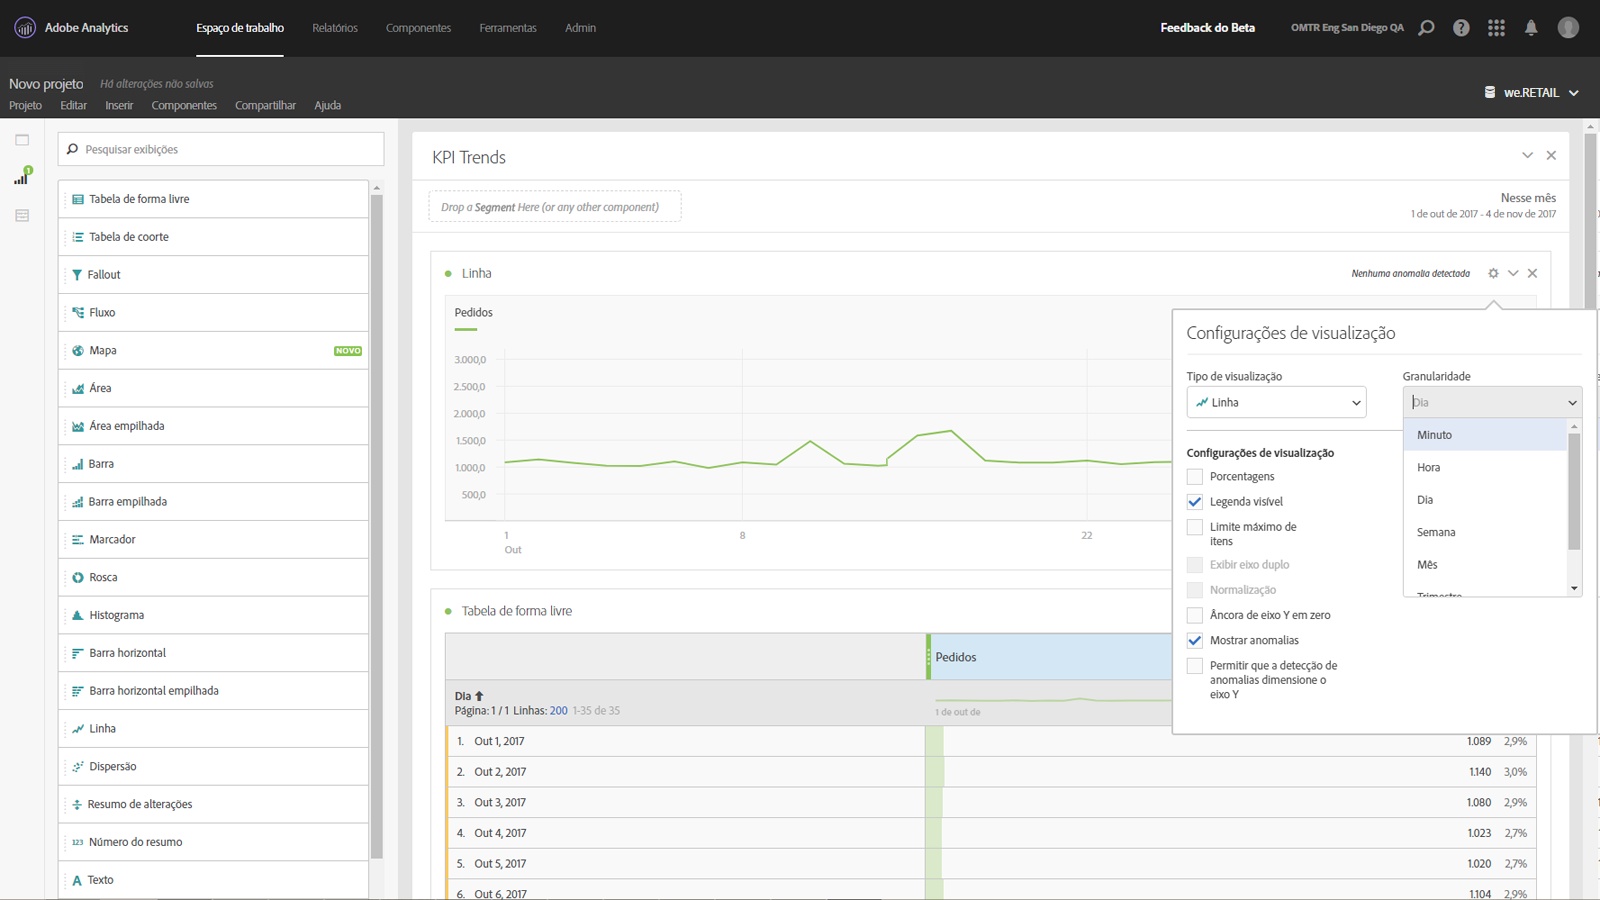 Adobe Analytics
Espaço de trabalho
Relatórios
Componentes
Ferramentas
Admin
Feedback do Beta
OMTR Eng San Diego QA
Novo projeto
Há alterações não salvas
Projeto
Editar
Inserir
Componentes
Compartilhar
Ajuda
we.RETAIL
1
Pesquisar exibições
Tabela de forma livre
Tabela de coorte
Fallout
Fluxo
Mapa
NOVO
Área
Área empilhada
Barra
Barra empilhada
Marcador
Rosca
Histograma
Barra horizontal
Barra horizontal empilhada
Linha
Dispersão
Resumo de alterações
123 Número do resumo
A Texto
KPI Trends
Drop a Segment Here (or any other component)
Nesse mês
1 de out de 2017 - 4 de nov de 2017
Linha
Nenhuma anomalia detectada
Pedidos
3.000,0
2.500,0
2.000,0
1.500,0
1.000,0
500,0
1
Out
8
22
Configurações de visualização
Tipo de visualização
Linha
Granularidade
Dia
Minuto
Hora
Dia
Semana
Mês
Trimestre
Configurações de visualização
Porcentagens
Legenda visível
Limite máximo de
itens
Exibir eixo duplo
Normalização
Âncora de eixo Y em zero
Mostrar anomalias
Permitir que a detecção de
anomalias dimensione o
eixo Y
Tabela de forma livre
Pedidos
Dia
Página: 1 / 1 Linhas: 200 1-35 de 35
1 de out de
1. Out 1, 2017 1.089 2,9%
2. Out 2, 2017 1.140 3,0%
3. Out 3, 2017 1.080 2,9%
4. Out 4, 2017 1.023 2,7%
5. Out 5, 2017 1.020 2,7%
6. Out 6, 2017 1.104 2,9%